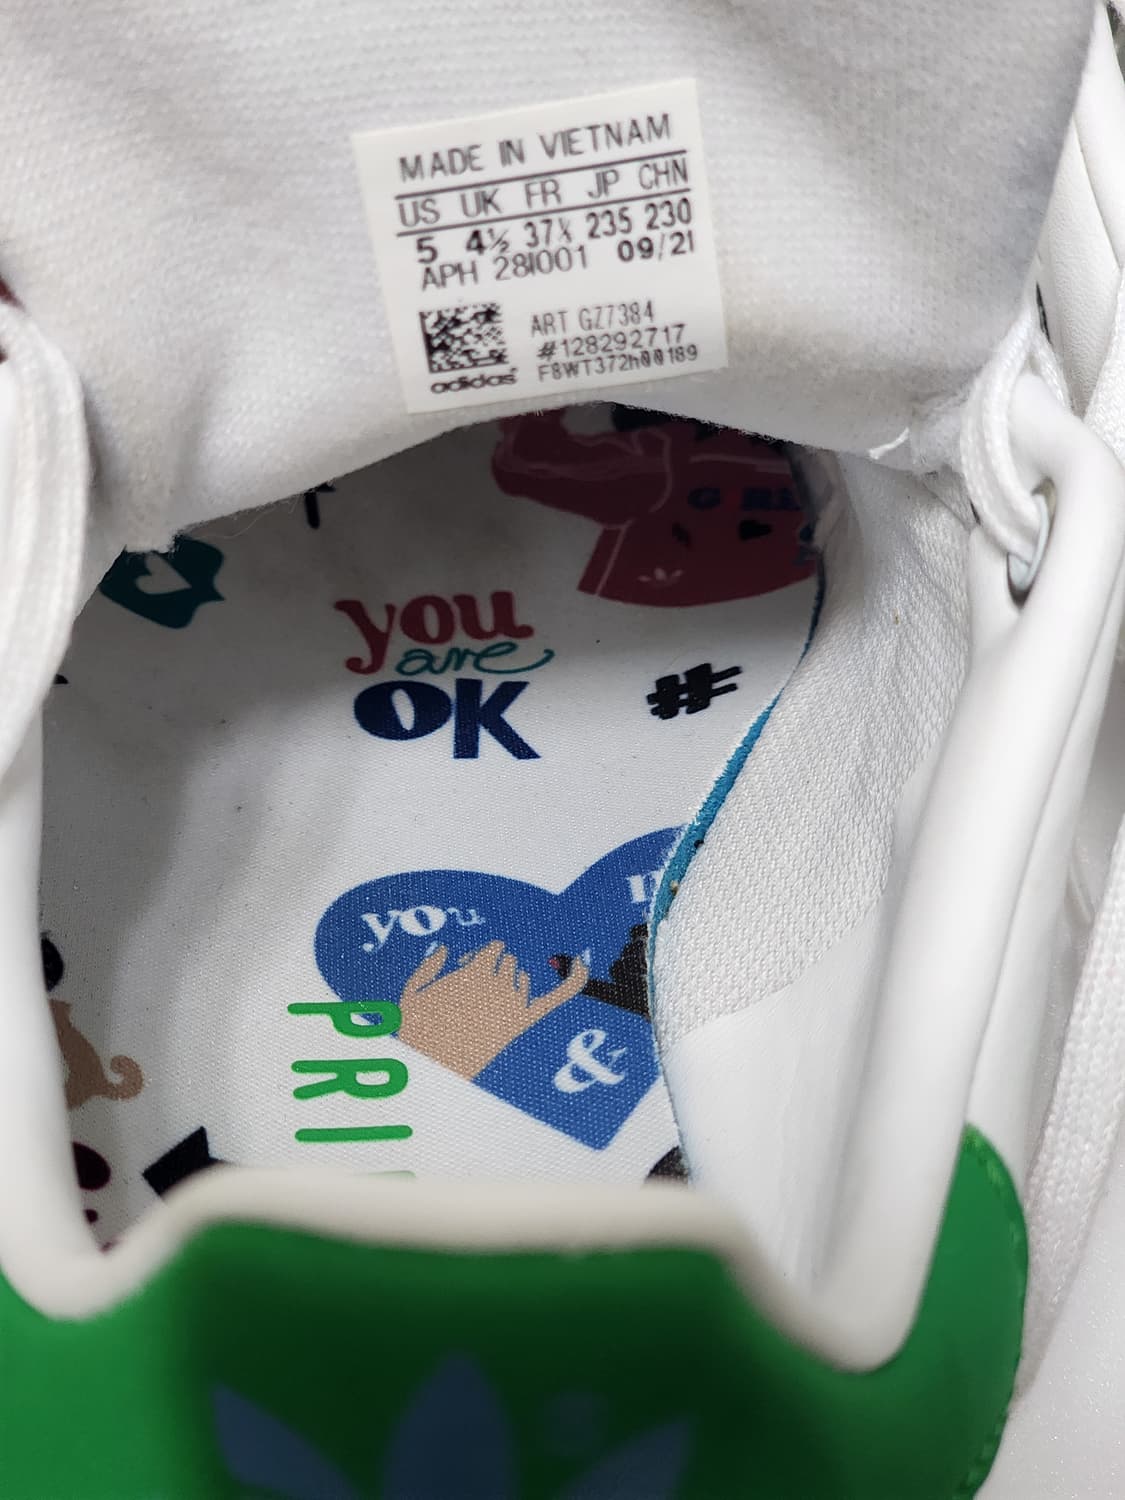 MADE IN VIETNAM
US UK FR JP CHN
5 4½ 37⅓ 235 230
APH 281001 09/21
ART GZ7384
#128292717
F8WT372h00189
adidas
you
are
OK
#
you
&
PRI